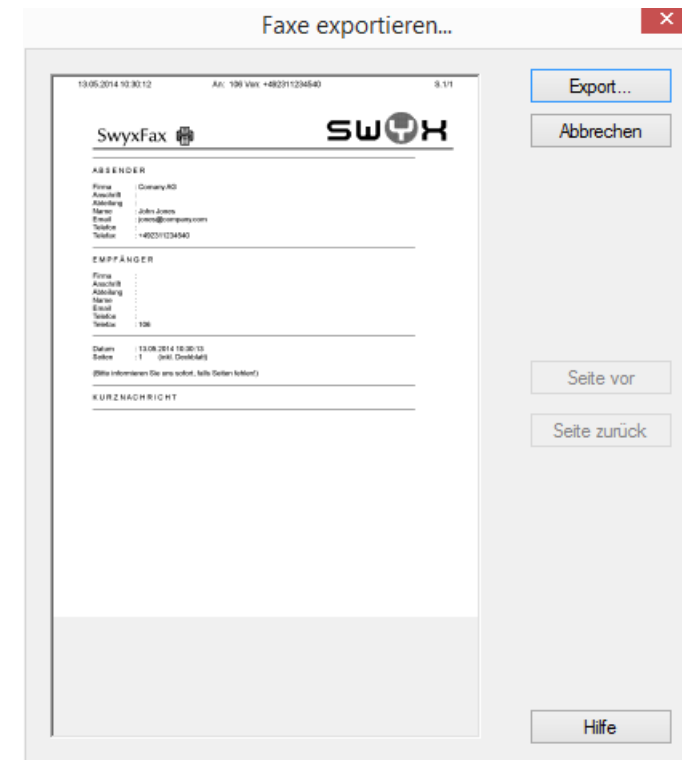 Faxe exportieren...
13.05.2014 10:30:12 An: 106 Von: +492311234540 S.1/1
SwyxFax swyx
ABSENDER
Firma : Comany AG
Anschrift :
Abteilung :
Name : John Jones
Email : jones@company.com
Telefon :
Telefax : +492311234540
EMPFÄNGER
Firma :
Anschrift :
Abteilung :
Name :
Email :
Telefon :
Telefax : 106
Datum : 13.05.2014 10:30:13
Seiten : 1 (inkl. Deckblatt)
(Bitte informieren Sie uns sofort, falls Seiten fehlen!)
KURZNACHRICHT
Export...
Abbrechen
Seite vor
Seite zurück
Hilfe